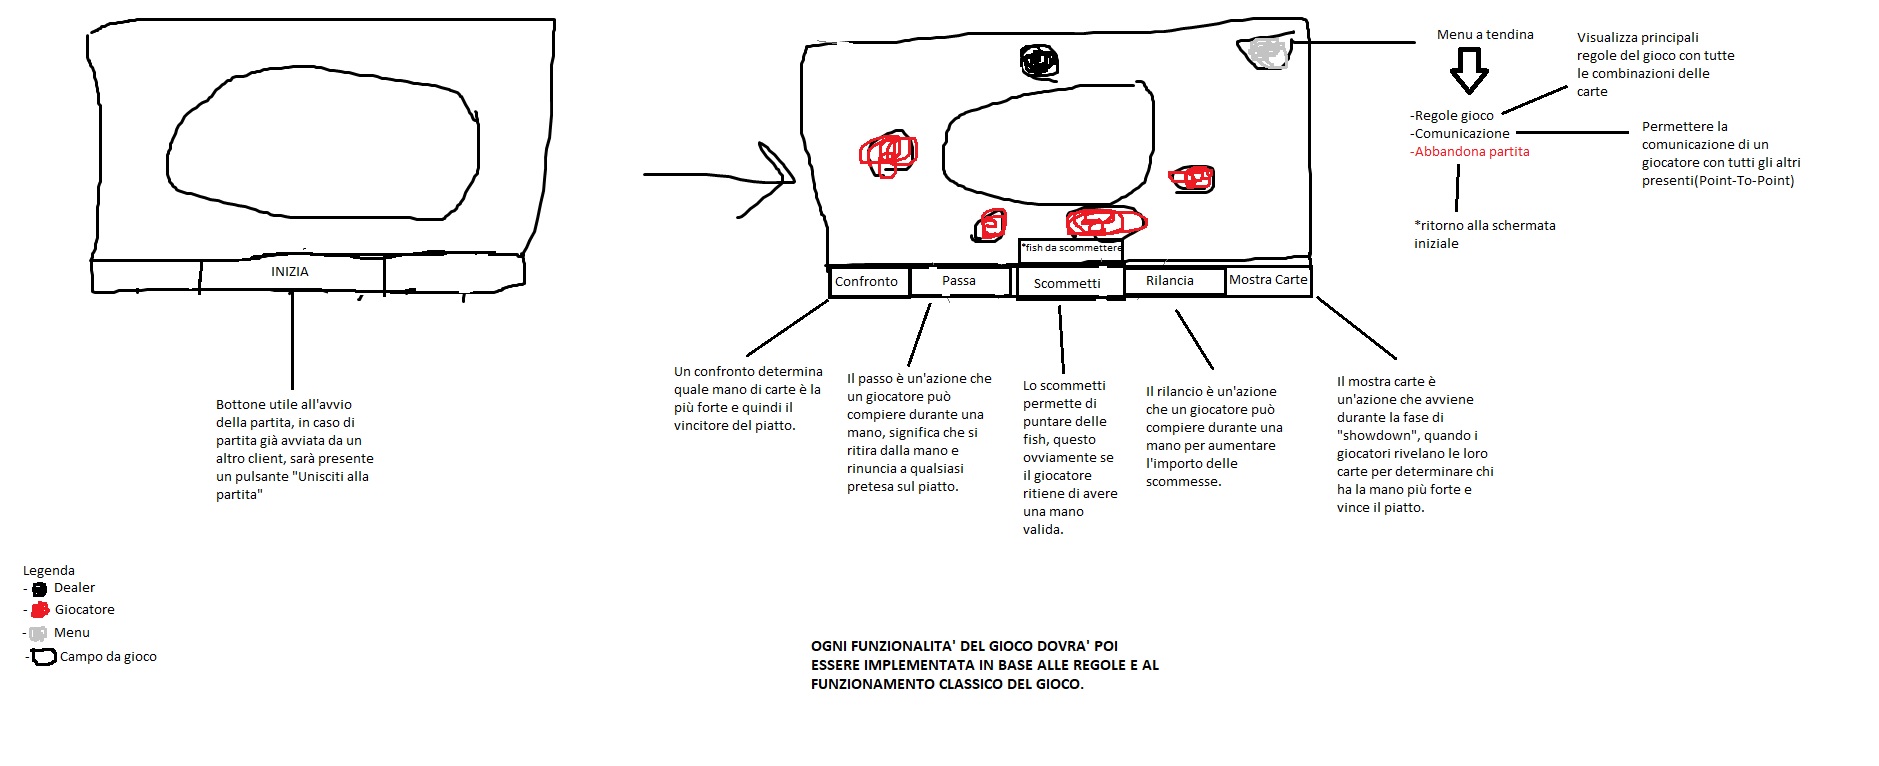 INIZIA
Bottone utile all'avvio
della partita, in caso di
partita già avviata da un
altro client, sarà presente
un pulsante "Unisciti alla
partita"
*fish da scommettere
Confronto
Passa
Scommetti
Rilancia
Mostra Carte
Un confronto determina
quale mano di carte è la
più forte e quindi il
vincitore del piatto.
Il passo è un'azione che
un giocatore può
compiere durante una
mano, significa che si
ritira dalla mano e
rinuncia a qualsiasi
pretesa sul piatto.
Lo scommetti
permette di
puntare delle
fish, questo
ovviamente se
il giocatore
ritiene di avere
una mano
valida.
Il rilancio è un'azione
che un giocatore può
compiere durante una
mano per aumentare
l'importo delle
scommesse.
Il mostra carte è
un'azione che avviene
durante la fase di
"showdown", quando i
giocatori rivelano le loro
carte per determinare chi
ha la mano più forte e
vince il piatto.
Menu a tendina
-Regole gioco
-Comunicazione
-Abbandona partita
*ritorno alla schermata
iniziale
Visualizza principali
regole del gioco con tutte
le combinazioni delle
carte
Permettere la
comunicazione di un
giocatore con tutti gli altri
presenti(Point-To-Point)
Legenda
- Dealer
- Giocatore
- Menu
- Campo da gioco
OGNI FUNZIONALITA' DEL GIOCO DOVRA' POI
ESSERE IMPLEMENTATA IN BASE ALLE REGOLE E AL
FUNZIONAMENTO CLASSICO DEL GIOCO.